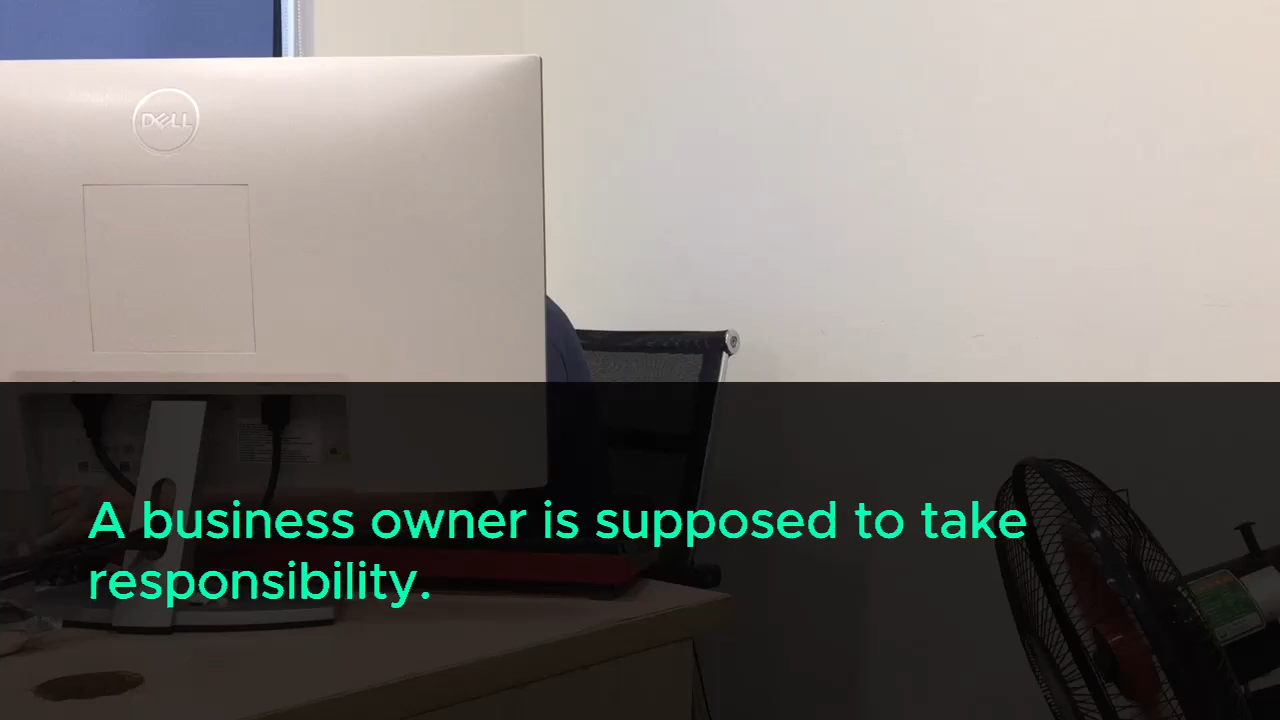 DELL
A business owner is supposed to take
responsibility.